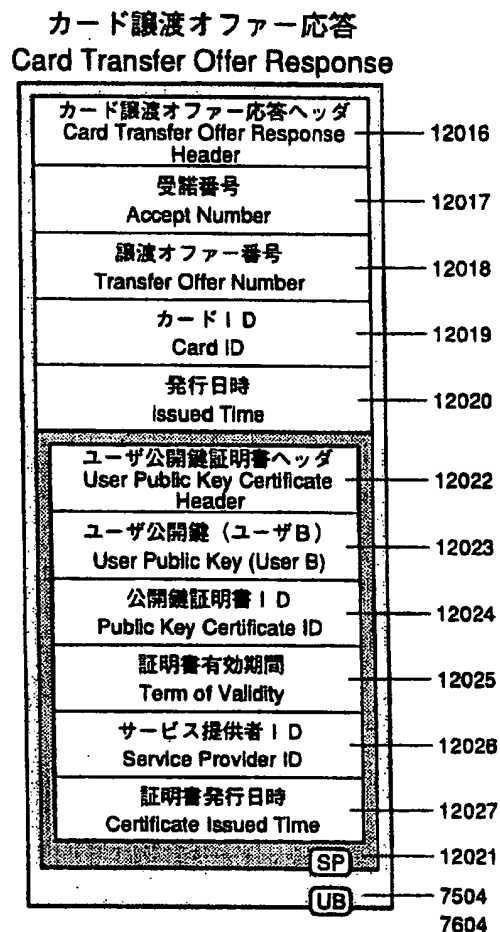 カード譲渡オファー応答
Card Transfer Offer Response
カード譲渡オファー応答ヘッダ
Card Transfer Offer Response
Header
12016
受諾番号
Accept Number
12017
譲渡オファー番号
Transfer Offer Number
12018
カードID
Card ID
12019
発行日時
Issued Time
12020
ユーザ公開鍵証明書ヘッダ
User Public Key Certificate
Header
12022
ユーザ公開鍵（ユーザB）
User Public Key (User B)
12023
公開鍵証明書ID
Public Key Certificate ID
12024
証明書有効期間
Term of Validity
12025
サービス提供者ID
Service Provider ID
12026
証明書発行日時
Certificate Issued Time
12027
SP
12021
UB
7504
7604